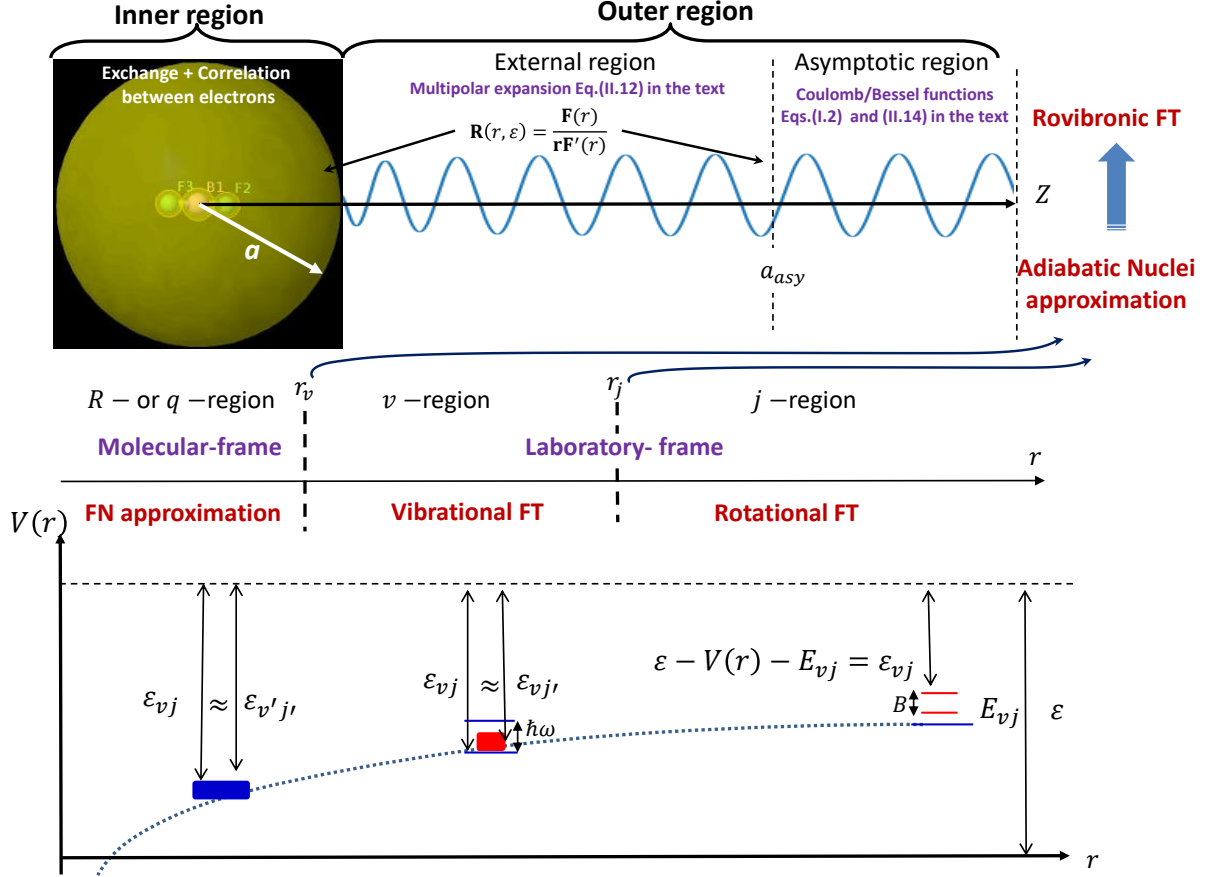 Inner region
Outer region
Exchange + Correlation
between electrons
External region
Multipolar expansion Eq.(II.12) in the text
R(r, ε) = F(r) / rF′(r)
Asymptotic region
Coulomb/Bessel functions
Eqs.(I.2) and (II.14) in the text
Rovibronic FT
F3 B1 F2
a
Z
a_asy
Adiabatic Nuclei
approximation
R − or q −region
r_v
v −region
r_j
j −region
Molecular-frame
Laboratory- frame
r
FN approximation
Vibrational FT
Rotational FT
V(r)
ε_vj ≈ ε_v′j′
ε_vj ≈ ε_vj′
ħω
ε − V(r) − E_vj = ε_vj
B
E_vj
ε
r